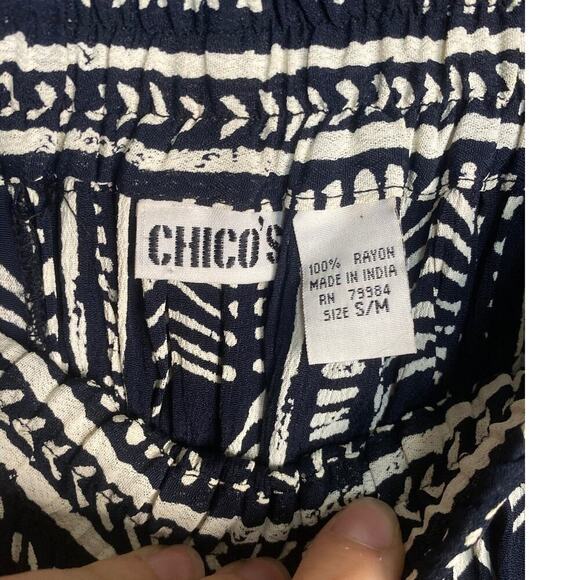 CHICO'S
100% RAYON
MADE IN INDIA
RN 79984
SIZE S/M